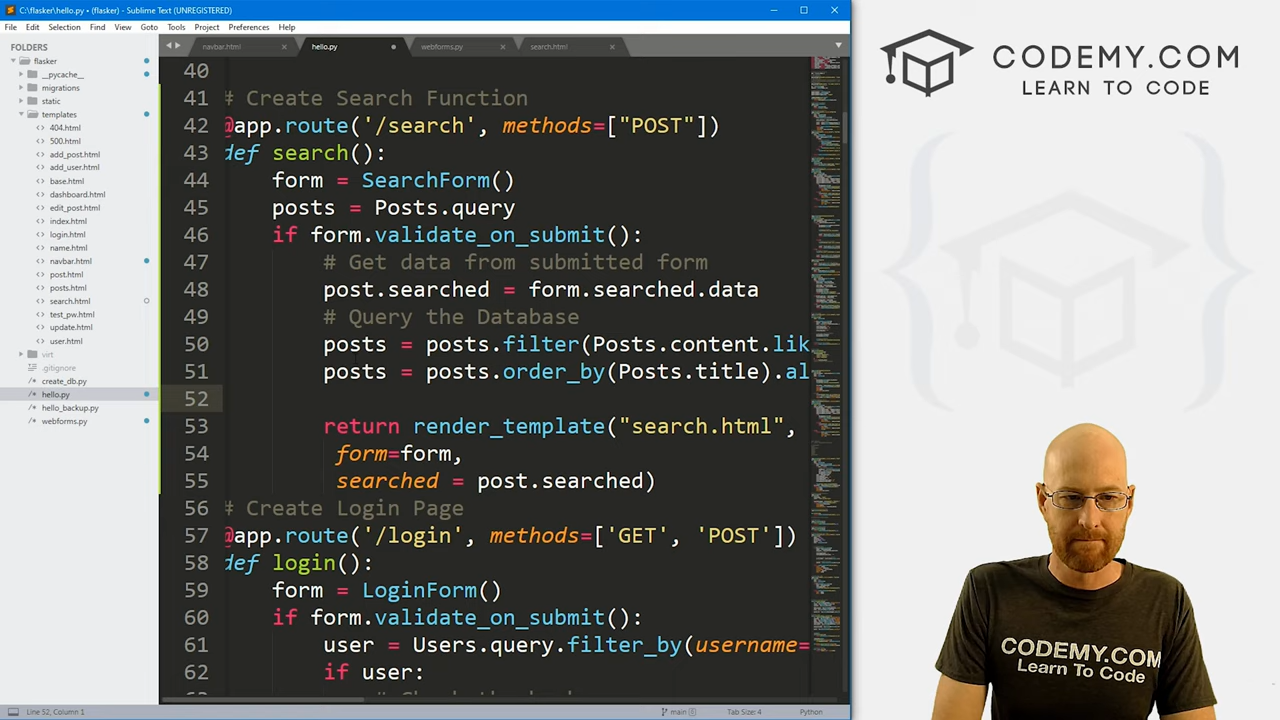 C:\flasker\hello.py • (flasker) - Sublime Text (UNREGISTERED)
File Edit Selection Find View Goto Tools Project Preferences Help
FOLDERS
flasker
__pycache__
migrations
static
templates
404.html
500.html
add_post.html
add_user.html
base.html
dashboard.html
edit_post.html
index.html
login.html
name.html
navbar.html
post.html
posts.html
search.html
test_pw.html
update.html
user.html
virt
.gitignore
create_db.py
hello.py
hello_backup.py
webforms.py
navbar.html hello.py webforms.py search.html
40
41 # Create Search Function
42 @app.route('/search', methods=["POST"])
43 def search():
44 form = SearchForm()
45 posts = Posts.query
46 if form.validate_on_submit():
47 # Get data from submitted form
48 post.searched = form.searched.data
49 # Query the Database
50 posts = posts.filter(Posts.content.lik
51 posts = posts.order_by(Posts.title).al
52
53 return render_template("search.html",
54 form=form,
55 searched = post.searched)
56 # Create Login Page
57 @app.route('/login', methods=['GET', 'POST'])
58 def login():
59 form = LoginForm()
60 if form.validate_on_submit():
61 user = Users.query.filter_by(username=
62 if user:
Line 52, Column 1
main
Tab Size: 4
Python
CODEMY.COM
LEARN TO CODE
CODEMY.COM
Learn To Code